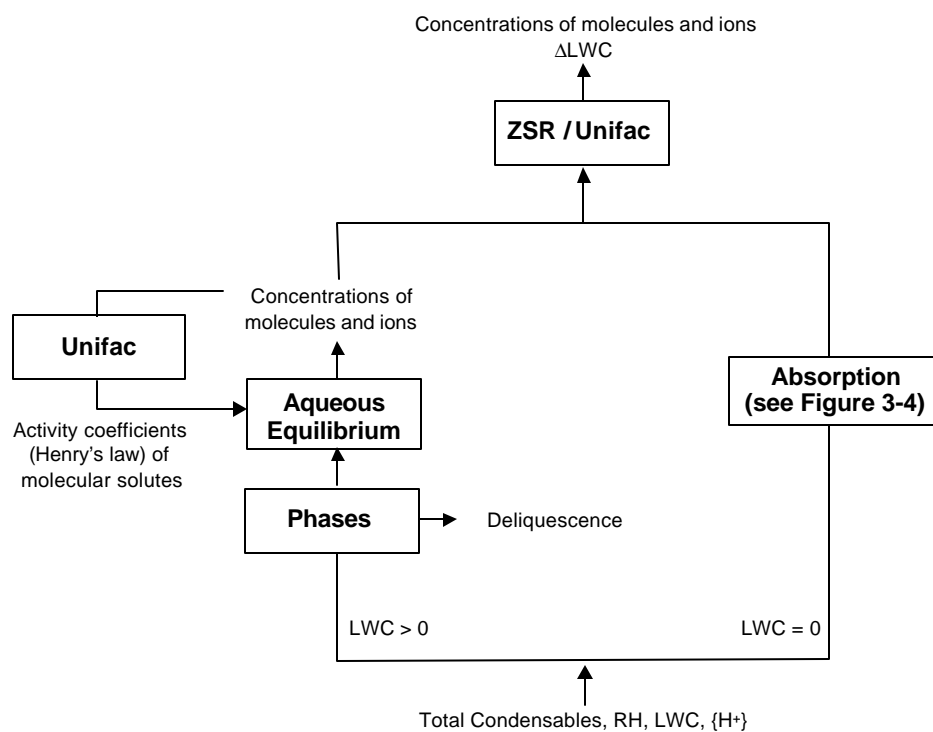 Concentrations of molecules and ions
ΔLWC
ZSR / Unifac
Concentrations of
molecules and ions
Unifac
Absorption
(see Figure 3-4)
Aqueous
Equilibrium
Activity coefficients
(Henry's law) of
molecular solutes
Phases
Deliquescence
LWC > 0
LWC = 0
Total Condensables, RH, LWC, {H+}